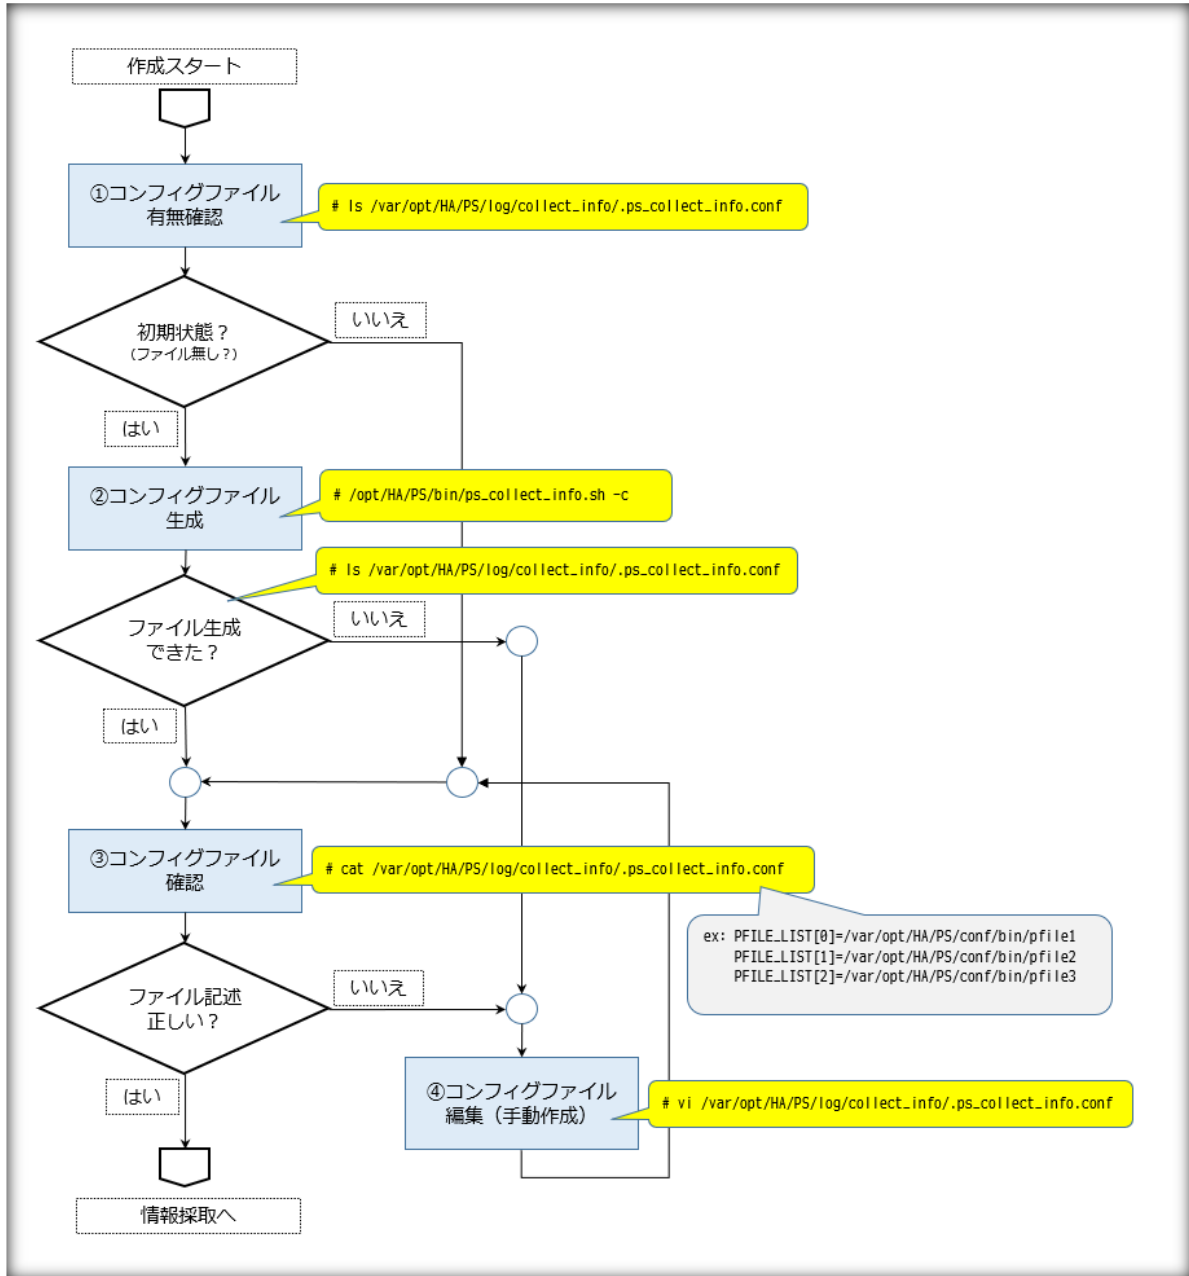 作成スタート
①コンフィグファイル
有無確認
# ls /var/opt/HA/PS/log/collect_info/.ps_collect_info.conf
初期状態？
（ファイル無し？）
いいえ
はい
②コンフィグファイル
生成
# /opt/HA/PS/bin/ps_collect_info.sh -c
# ls /var/opt/HA/PS/log/collect_info/.ps_collect_info.conf
ファイル生成
できた？
いいえ
はい
③コンフィグファイル
確認
# cat /var/opt/HA/PS/log/collect_info/.ps_collect_info.conf
ex: PFILE_LIST[0]=/var/opt/HA/PS/conf/bin/pfile1
PFILE_LIST[1]=/var/opt/HA/PS/conf/bin/pfile2
PFILE_LIST[2]=/var/opt/HA/PS/conf/bin/pfile3
ファイル記述
正しい？
いいえ
はい
④コンフィグファイル
編集（手動作成）
# vi /var/opt/HA/PS/log/collect_info/.ps_collect_info.conf
情報採取へ